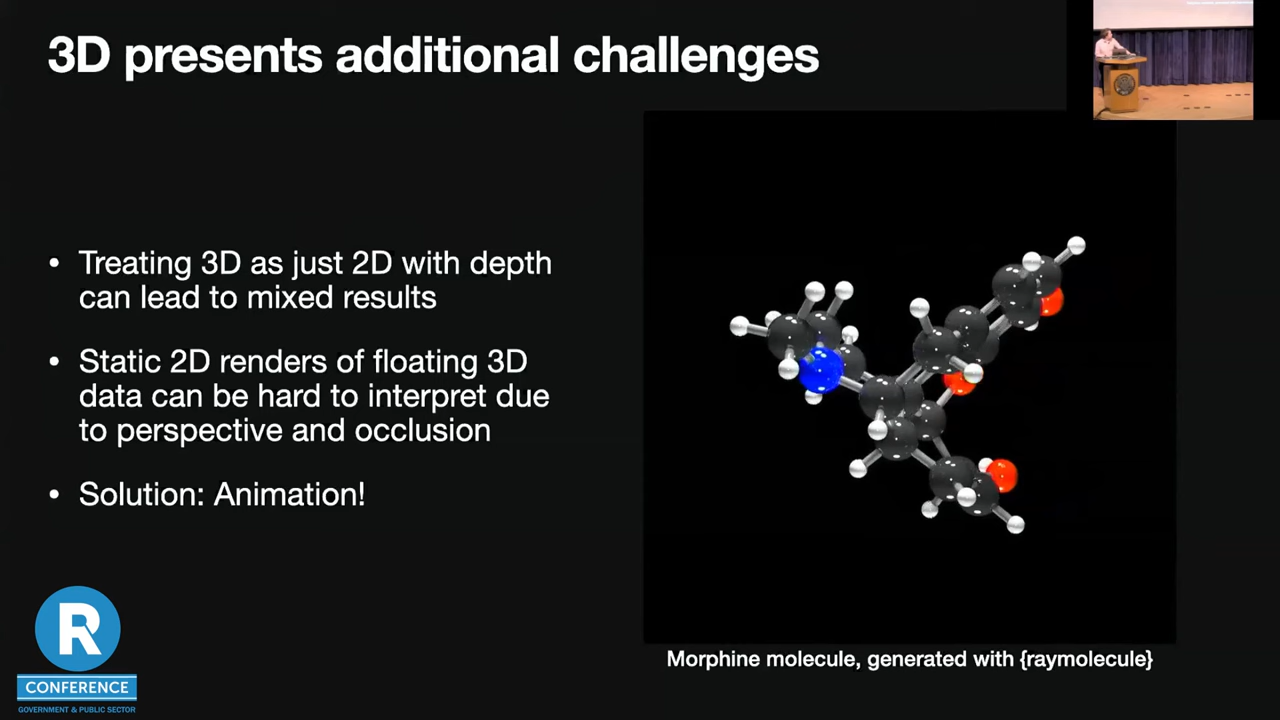 3D presents additional challenges
• Treating 3D as just 2D with depth
can lead to mixed results
• Static 2D renders of floating 3D
data can be hard to interpret due
to perspective and occlusion
• Solution: Animation!
Morphine molecule, generated with {raymolecule}
R
CONFERENCE
GOVERNMENT & PUBLIC SECTOR